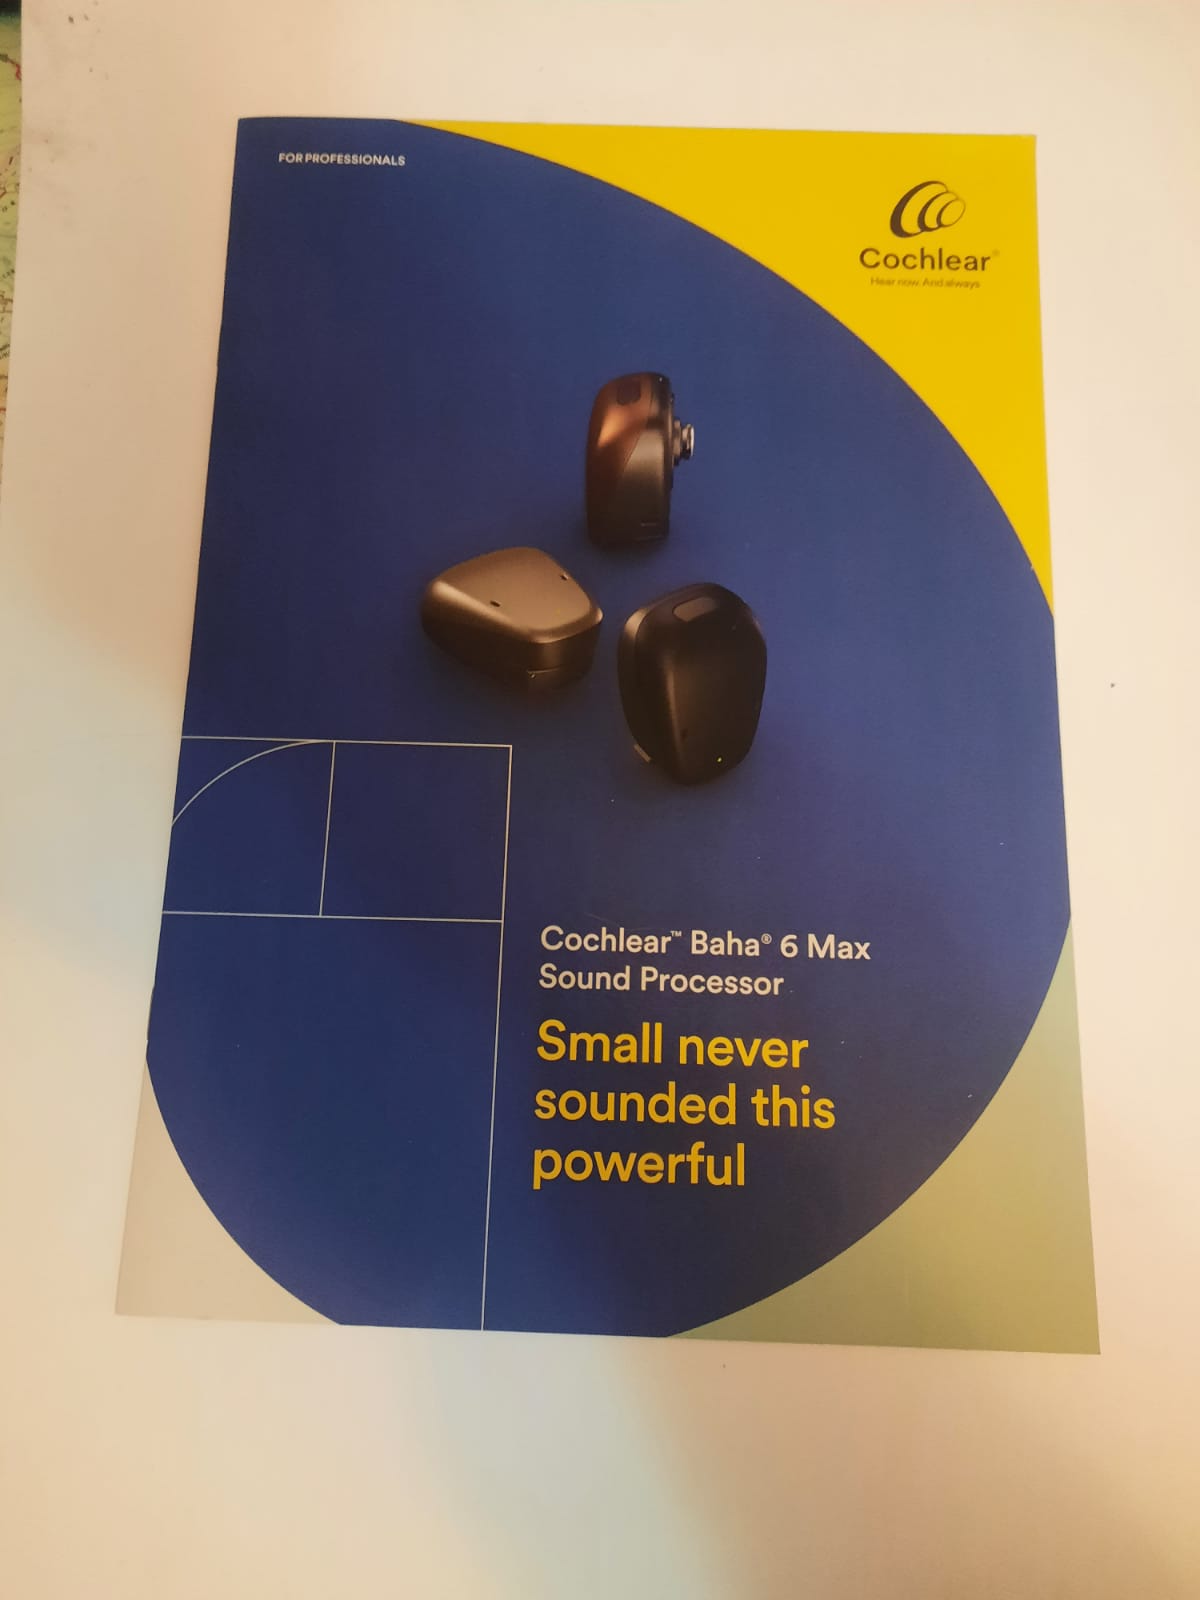 FOR PROFESSIONALS
Cochlear®
Hear now. And always
Cochlear™ Baha® 6 Max
Sound Processor
Small never
sounded this
powerful